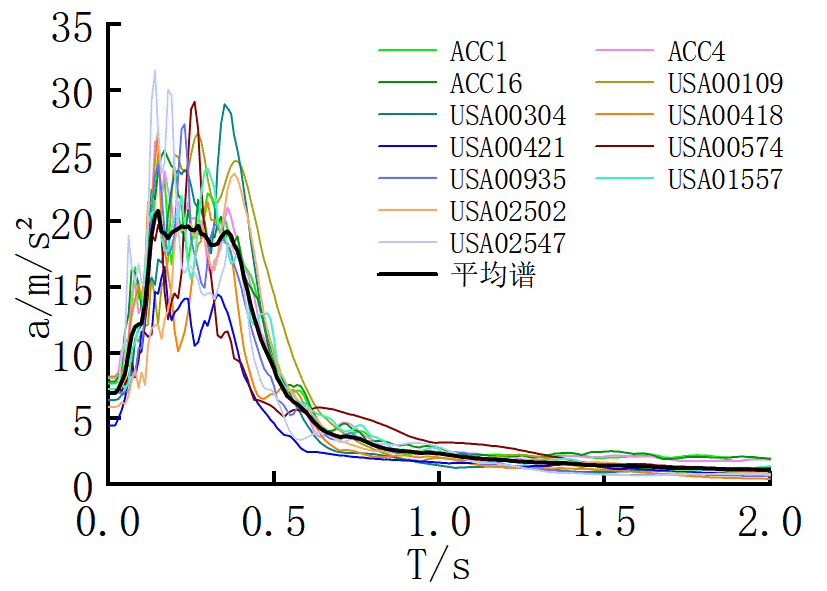 35
30
25
20
15
10
5
0
a/m/s²
ACC1
ACC4
ACC16
USA00109
USA00304
USA00418
USA00421
USA00574
USA00935
USA01557
USA02502
USA02547
平均谱
0.0 0.5 1.0 1.5 2.0
T/s